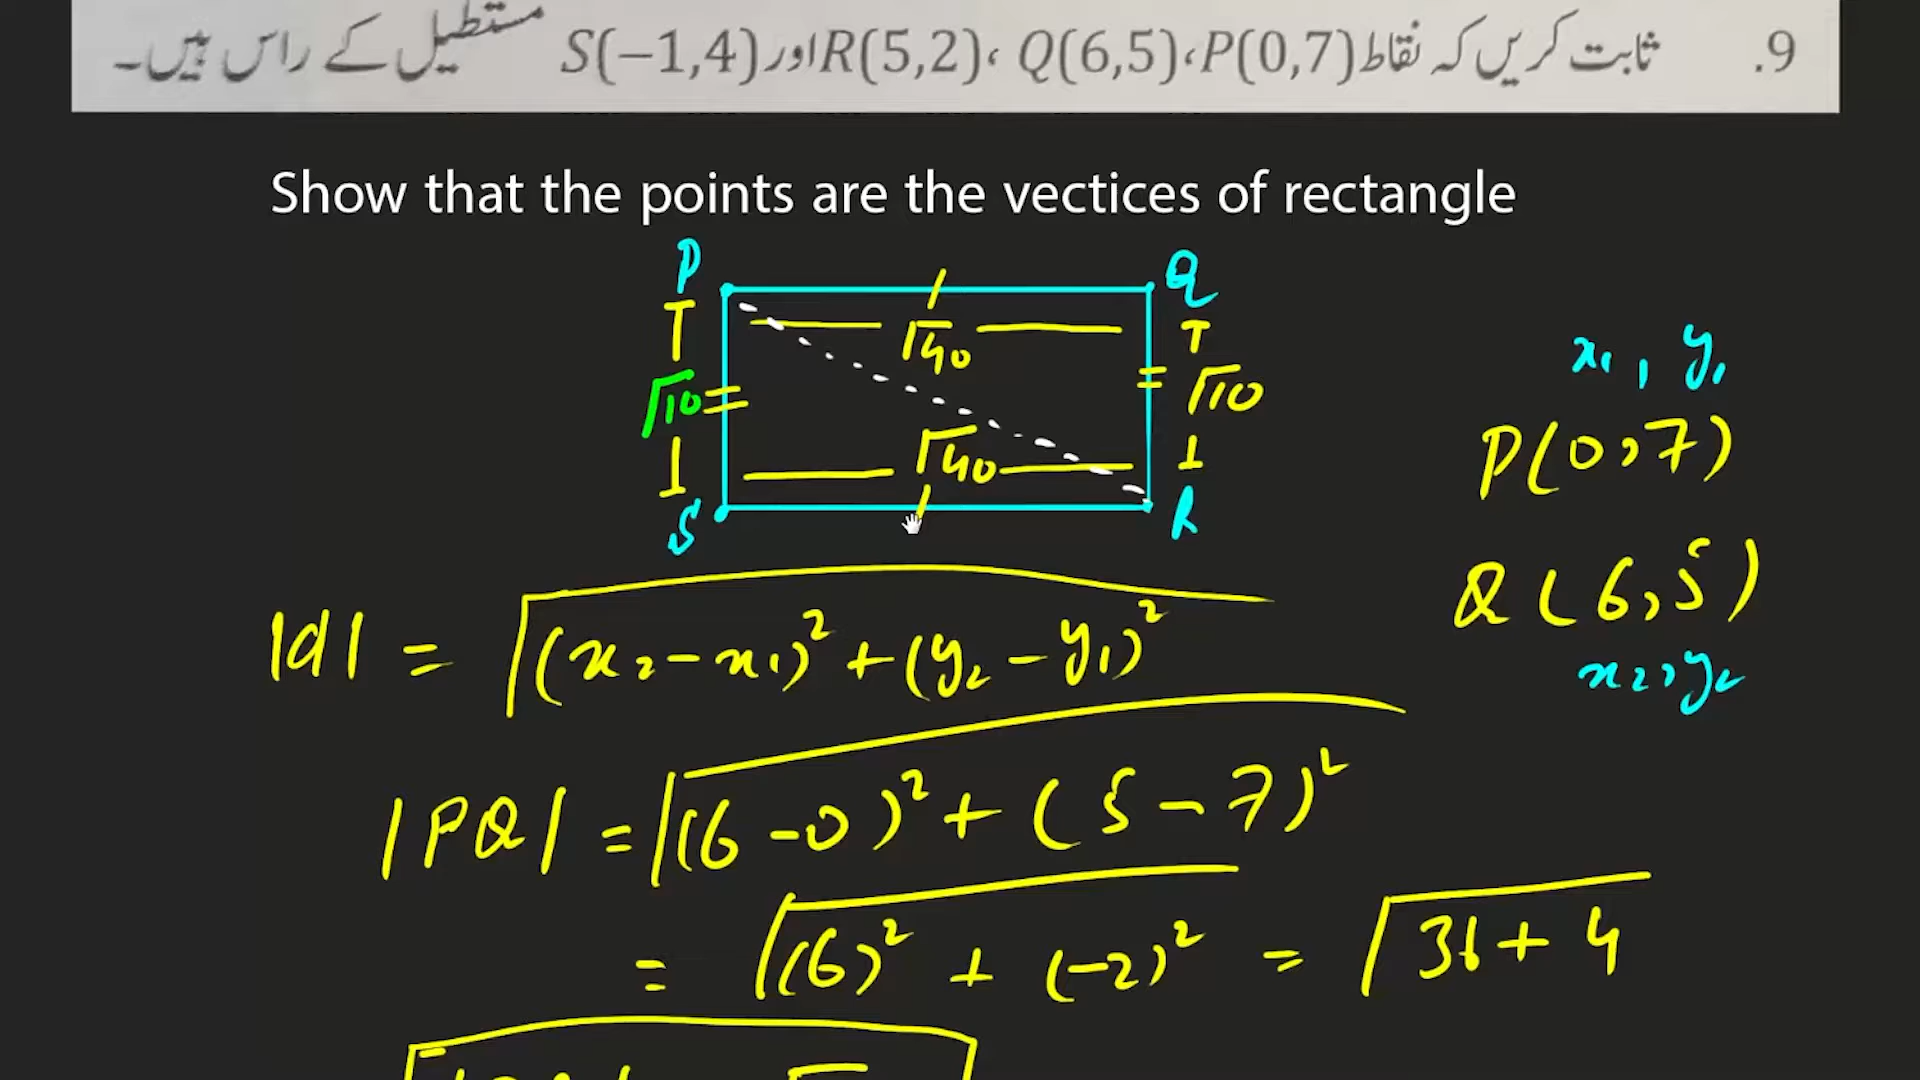 9. ثابت کریں کہ نقاط P(0,7)، Q(6,5)، R(5,2) اور S(−1,4) مستطیل کے راس ہیں۔
Show that the points are the vectices of rectangle
P Q
√40
√10 √10
√40
S R
x₁, y₁
P(0,7)
Q(6,5)
x₂, y₂
|d| = √(x₂-x₁)² + (y₂-y₁)²
|PQ| = √(6-0)² + (5-7)²
= √(6)² + (-2)² = √36+4